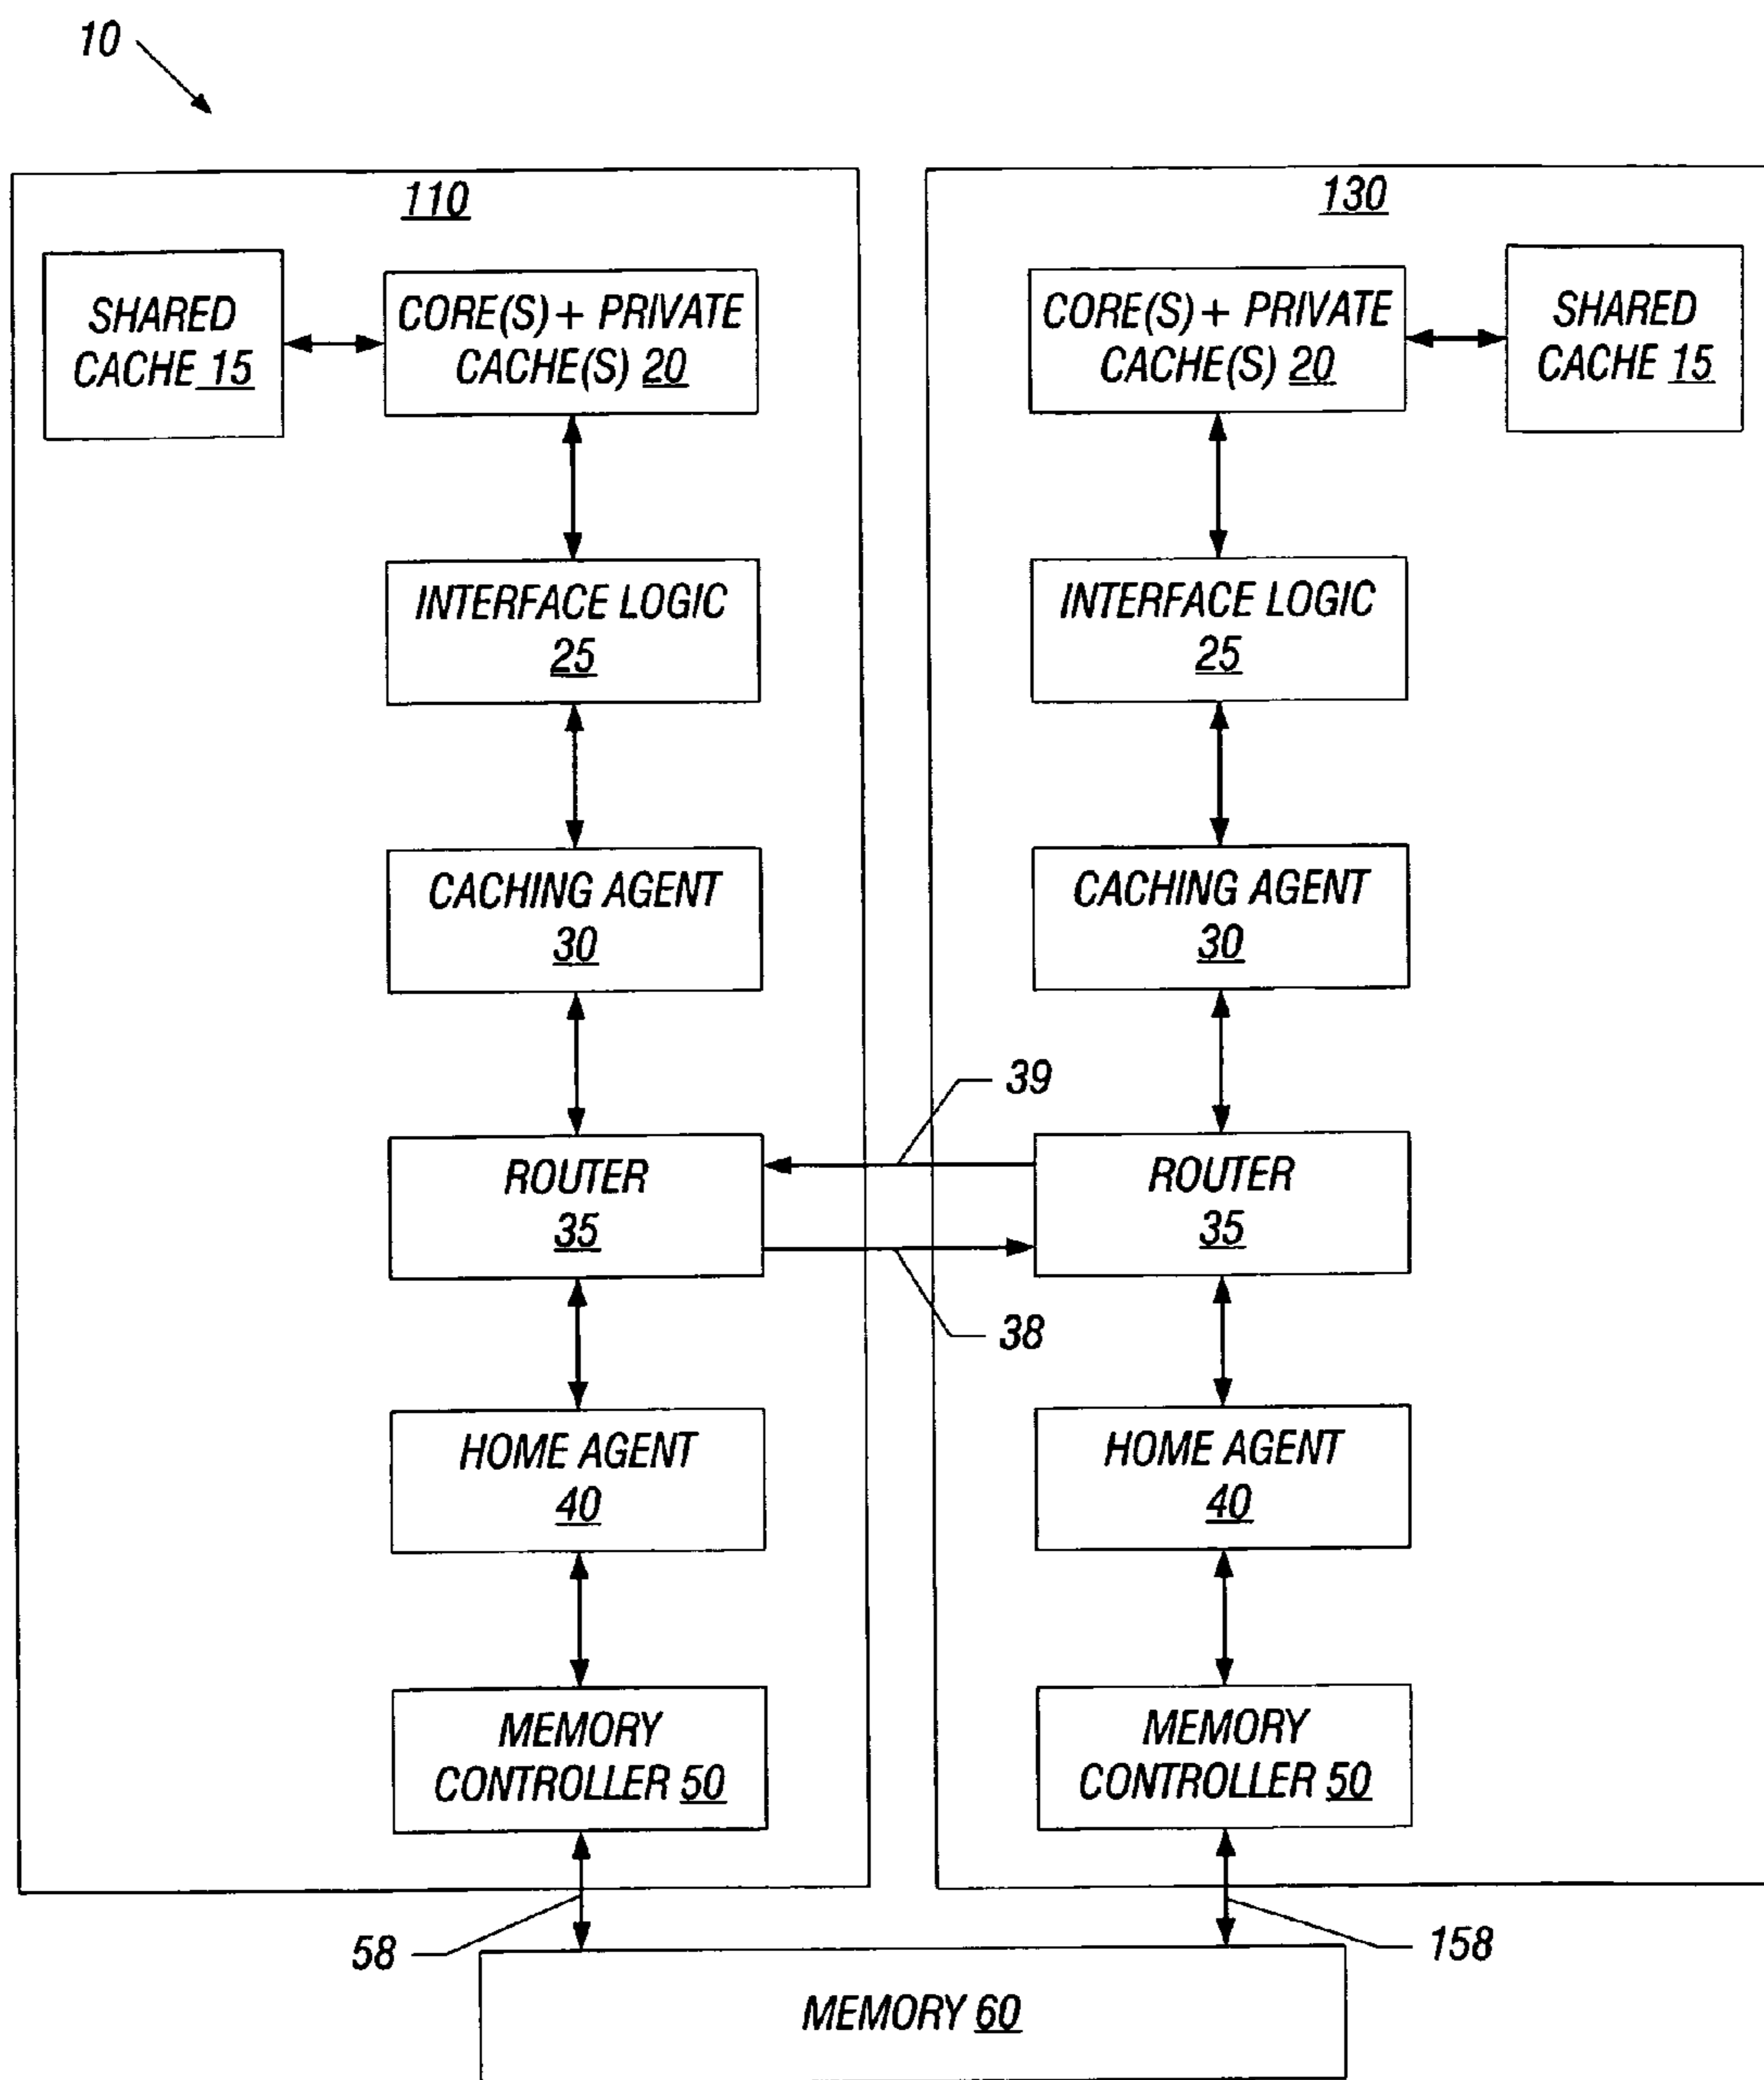 10
110
SHARED
CACHE 15
CORE(S) + PRIVATE
CACHE(S) 20
INTERFACE LOGIC
25
CACHING AGENT
30
ROUTER
35
HOME AGENT
40
MEMORY
CONTROLLER 50
58
39
38
130
CORE(S) + PRIVATE
CACHE(S) 20
SHARED
CACHE 15
INTERFACE LOGIC
25
CACHING AGENT
30
ROUTER
35
HOME AGENT
40
MEMORY
CONTROLLER 50
158
MEMORY 60